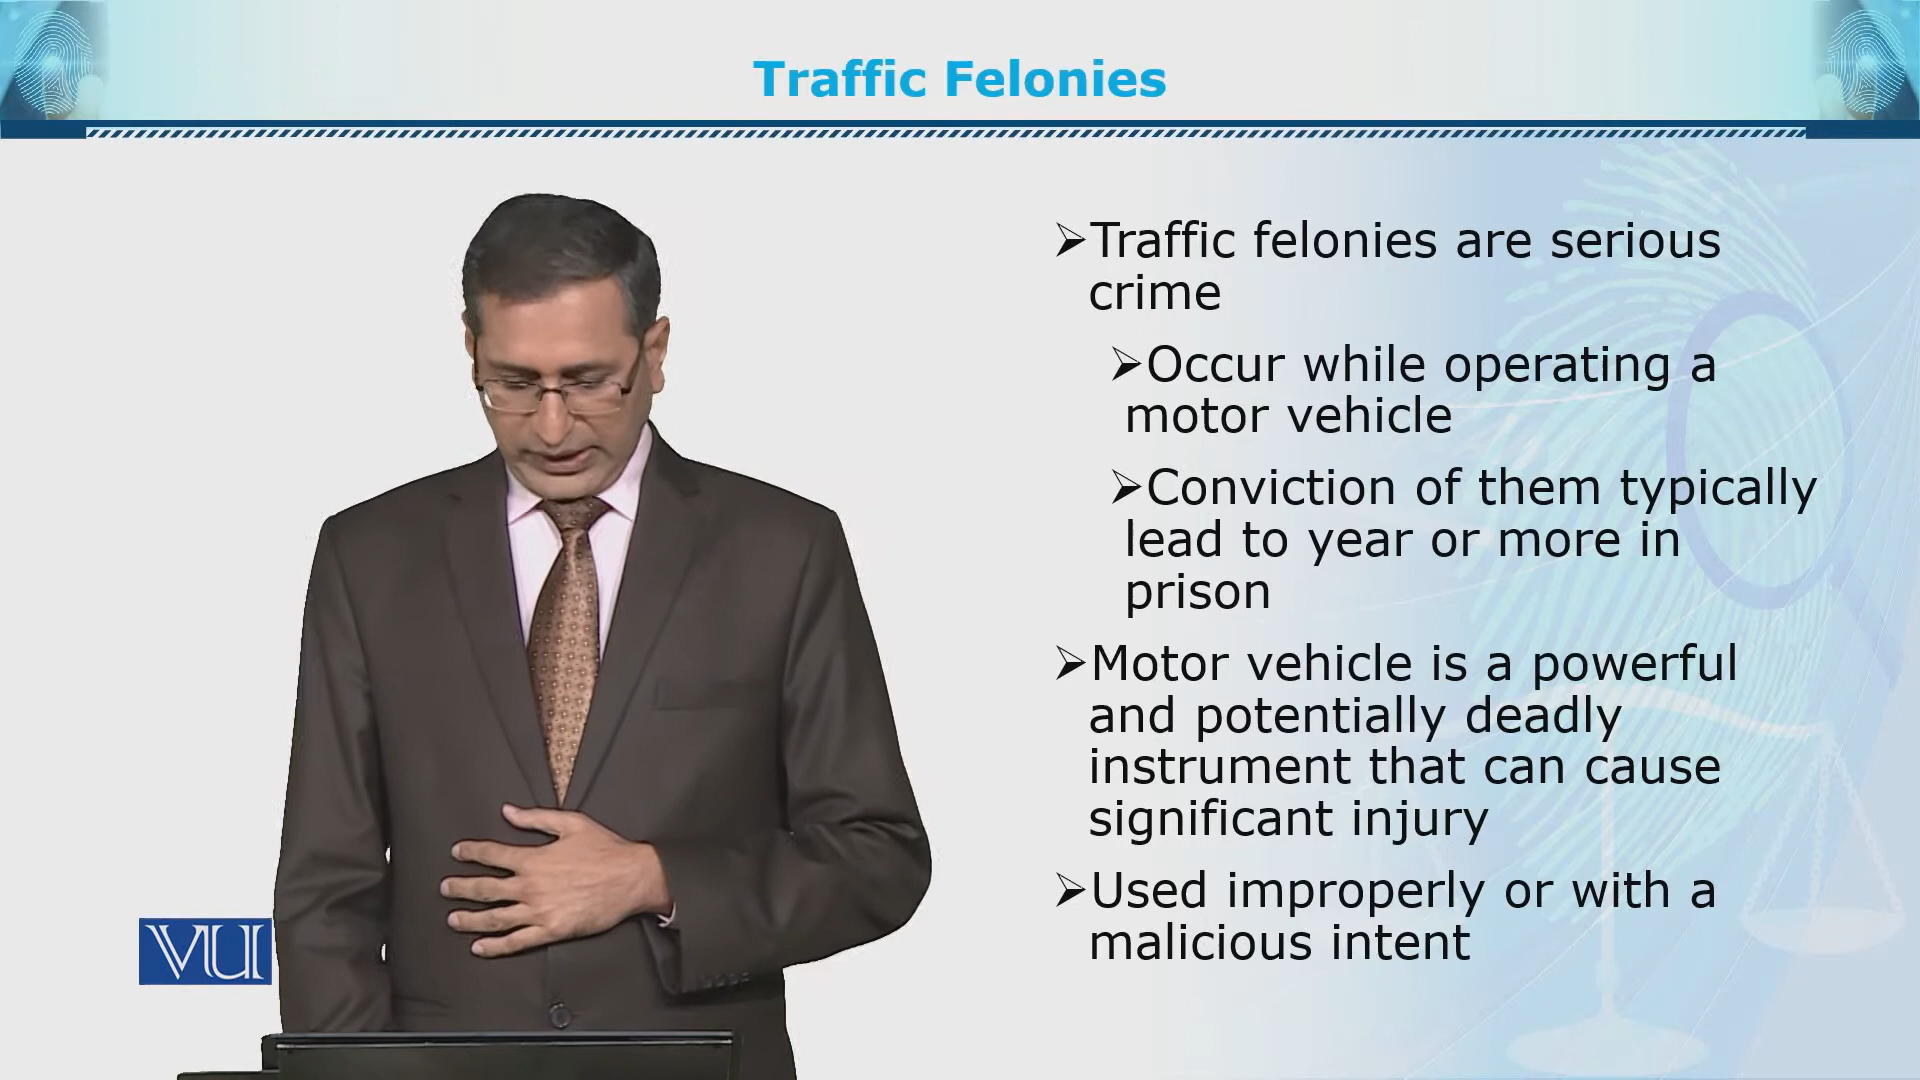 Traffic Felonies
➢Traffic felonies are serious
crime
➢Occur while operating a
motor vehicle
➢Conviction of them typically
lead to year or more in
prison
➢Motor vehicle is a powerful
and potentially deadly
instrument that can cause
significant injury
➢Used improperly or with a
malicious intent
VU